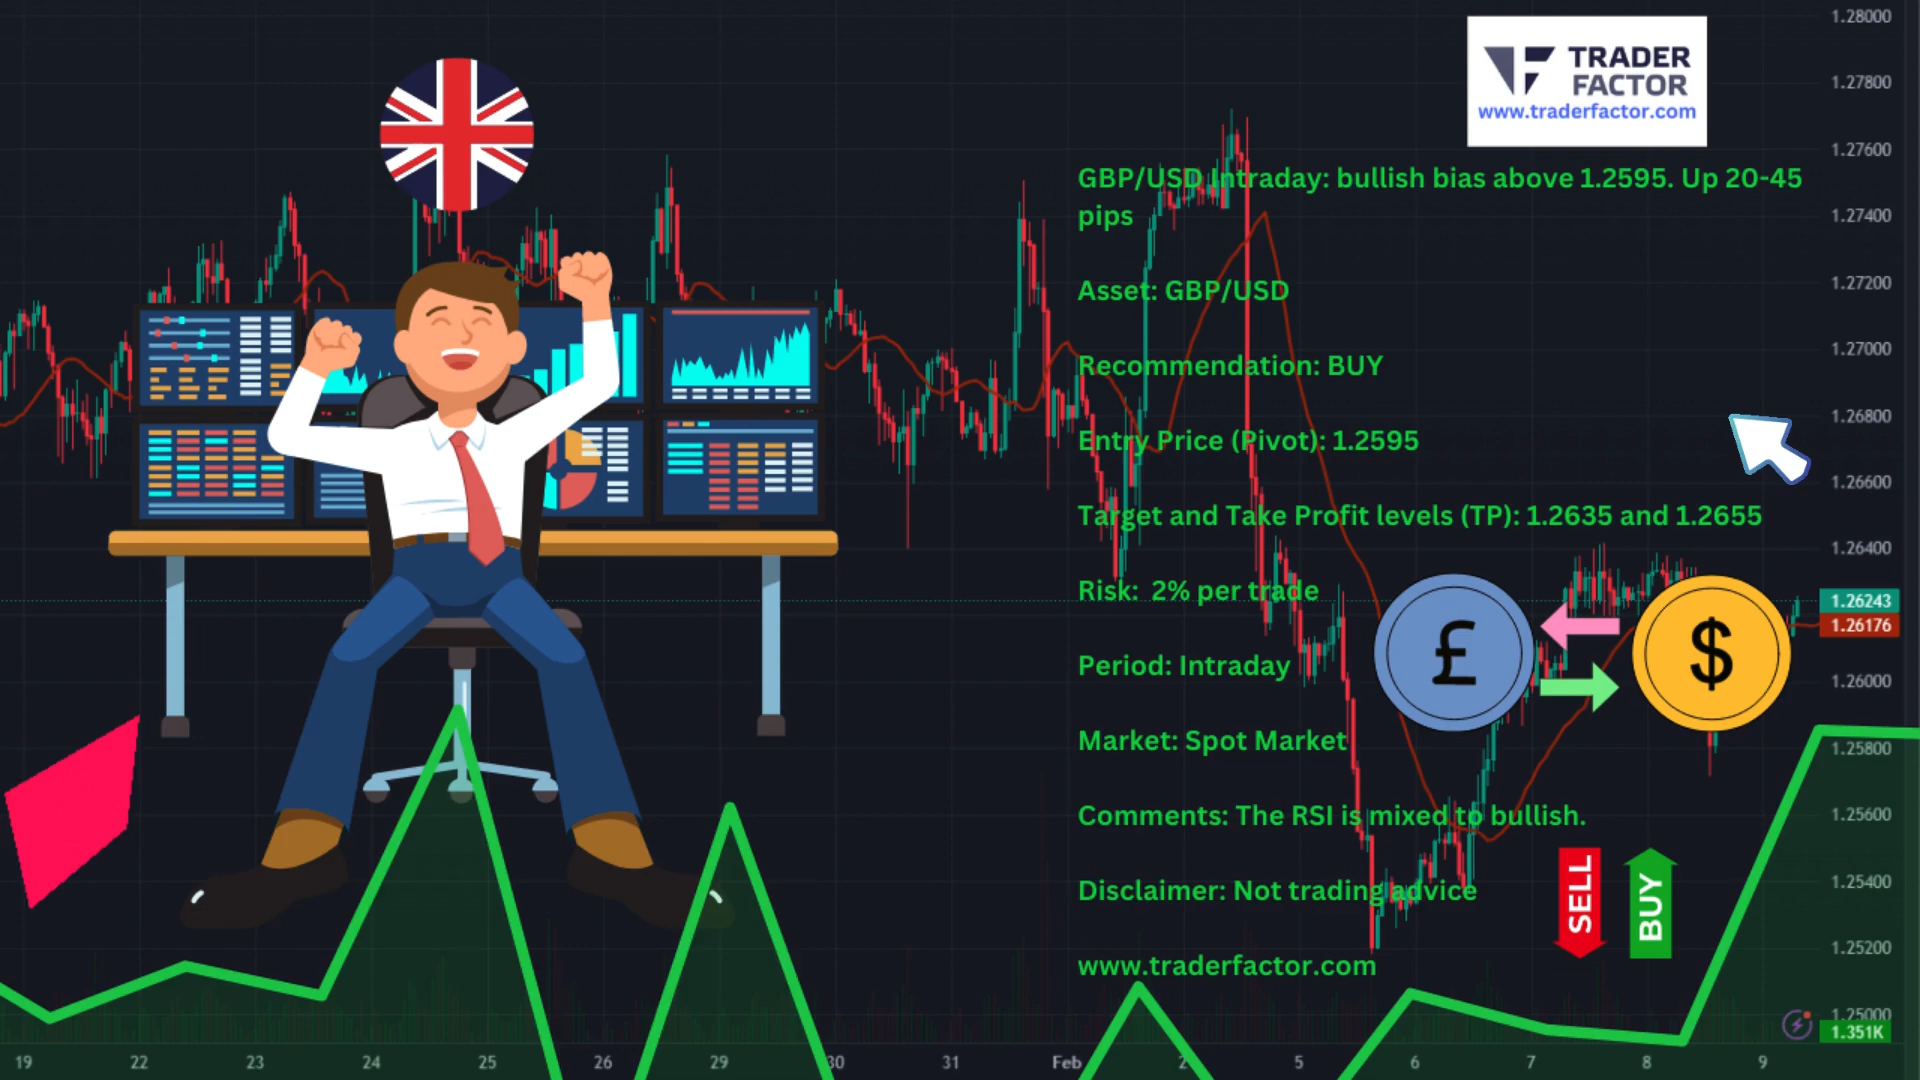 TRADER
FACTOR
www.traderfactor.com
GBP/USD Intraday: bullish bias above 1.2595. Up 20-45
pips
Asset: GBP/USD
Recommendation: BUY
Entry Price (Pivot): 1.2595
Target and Take Profit levels (TP): 1.2635 and 1.2655
Risk: 2% per trade
Period: Intraday
Market: Spot Market
Comments: The RSI is mixed to bullish.
Disclaimer: Not trading advice
www.traderfactor.com
£
$
SELL
BUY
1.28000
1.27800
1.27600
1.27400
1.27200
1.27000
1.26800
1.26600
1.26400
1.26243
1.26176
1.26000
1.25800
1.25600
1.25400
1.25200
1.25000
1.351K
19 22 23 24 25 26 29 30 31 Feb 2 5 6 7 8 9